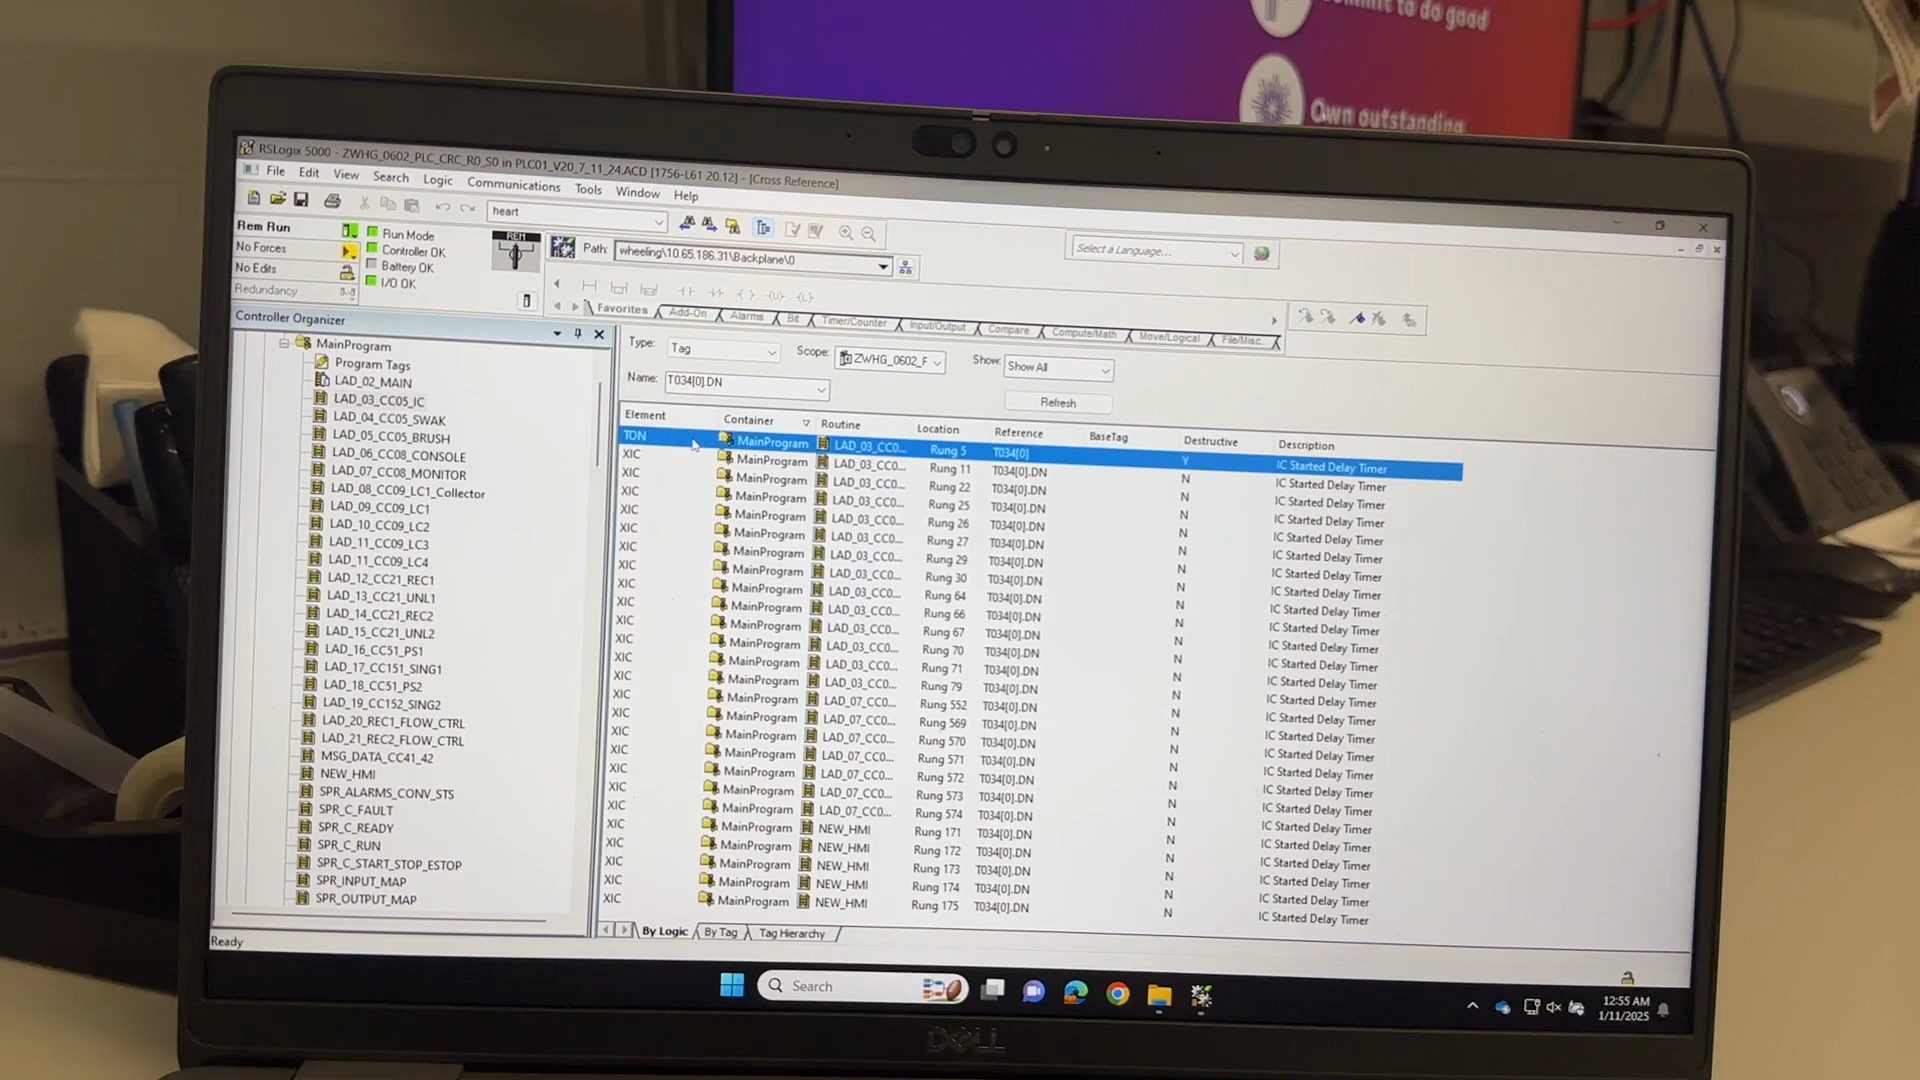 Commit to do good
Own outstanding
RSLogix 5000 - ZWHG_0602_PLC_CRC_R0_S0 in PLC01_V20_7_11_24.ACD [1756-L61 20.12] - [Cross Reference]
File Edit View Search Logic Communications Tools Window Help
heart
Rem Run
No Forces
No Edits
Redundancy
Run Mode
Controller OK
Battery OK
I/O OK
REM
Path: wheeling\10.65.186.31\Backplane\0
Select a Language...
Favorites Add-On Alarms Bit Timer/Counter Input/Output Compare Compute/Math Move/Logical File/Misc.
Controller Organizer
MainProgram
Program Tags
LAD_02_MAIN
LAD_03_CC05_IC
LAD_04_CC05_SWAK
LAD_05_CC05_BRUSH
LAD_06_CC08_CONSOLE
LAD_07_CC08_MONITOR
LAD_08_CC09_LC1_Collector
LAD_09_CC09_LC1
LAD_10_CC09_LC2
LAD_11_CC09_LC3
LAD_11_CC09_LC4
LAD_12_CC21_REC1
LAD_13_CC21_UNL1
LAD_14_CC21_REC2
LAD_15_CC21_UNL2
LAD_16_CC51_PS1
LAD_17_CC151_SING1
LAD_18_CC51_PS2
LAD_19_CC152_SING2
LAD_20_REC1_FLOW_CTRL
LAD_21_REC2_FLOW_CTRL
MSG_DATA_CC41_42
NEW_HMI
SPR_ALARMS_CONV_STS
SPR_C_FAULT
SPR_C_READY
SPR_C_RUN
SPR_C_START_STOP_ESTOP
SPR_INPUT_MAP
SPR_OUTPUT_MAP
Type: Tag Scope: ZWHG_0602_F Show: Show All
Name: T034[0].DN Refresh
Element Container Routine Location Reference BaseTag Destructive Description
TON MainProgram LAD_03_CC0... Rung 5 T034[0] Y IC Started Delay Timer
XIC MainProgram LAD_03_CC0... Rung 11 T034[0].DN N IC Started Delay Timer
XIC MainProgram LAD_03_CC0... Rung 22 T034[0].DN N IC Started Delay Timer
XIC MainProgram LAD_03_CC0... Rung 25 T034[0].DN N IC Started Delay Timer
XIC MainProgram LAD_03_CC0... Rung 26 T034[0].DN N IC Started Delay Timer
XIC MainProgram LAD_03_CC0... Rung 27 T034[0].DN N IC Started Delay Timer
XIC MainProgram LAD_03_CC0... Rung 29 T034[0].DN N IC Started Delay Timer
XIC MainProgram LAD_03_CC0... Rung 30 T034[0].DN N IC Started Delay Timer
XIC MainProgram LAD_03_CC0... Rung 64 T034[0].DN N IC Started Delay Timer
XIC MainProgram LAD_03_CC0... Rung 66 T034[0].DN N IC Started Delay Timer
XIC MainProgram LAD_03_CC0... Rung 67 T034[0].DN N IC Started Delay Timer
XIC MainProgram LAD_03_CC0... Rung 70 T034[0].DN N IC Started Delay Timer
XIC MainProgram LAD_03_CC0... Rung 71 T034[0].DN N IC Started Delay Timer
XIC MainProgram LAD_03_CC0... Rung 79 T034[0].DN N IC Started Delay Timer
XIC MainProgram LAD_07_CC0... Rung 552 T034[0].DN N IC Started Delay Timer
XIC MainProgram LAD_07_CC0... Rung 569 T034[0].DN N IC Started Delay Timer
XIC MainProgram LAD_07_CC0... Rung 570 T034[0].DN N IC Started Delay Timer
XIC MainProgram LAD_07_CC0... Rung 571 T034[0].DN N IC Started Delay Timer
XIC MainProgram LAD_07_CC0... Rung 572 T034[0].DN N IC Started Delay Timer
XIC MainProgram LAD_07_CC0... Rung 573 T034[0].DN N IC Started Delay Timer
XIC MainProgram LAD_07_CC0... Rung 574 T034[0].DN N IC Started Delay Timer
XIC MainProgram NEW_HMI Rung 171 T034[0].DN N IC Started Delay Timer
XIC MainProgram NEW_HMI Rung 172 T034[0].DN N IC Started Delay Timer
XIC MainProgram NEW_HMI Rung 173 T034[0].DN N IC Started Delay Timer
XIC MainProgram NEW_HMI Rung 174 T034[0].DN N IC Started Delay Timer
XIC MainProgram NEW_HMI Rung 175 T034[0].DN N IC Started Delay Timer
By Logic By Tag Tag Hierarchy
Ready
Search
12:55 AM
1/11/2025
DELL